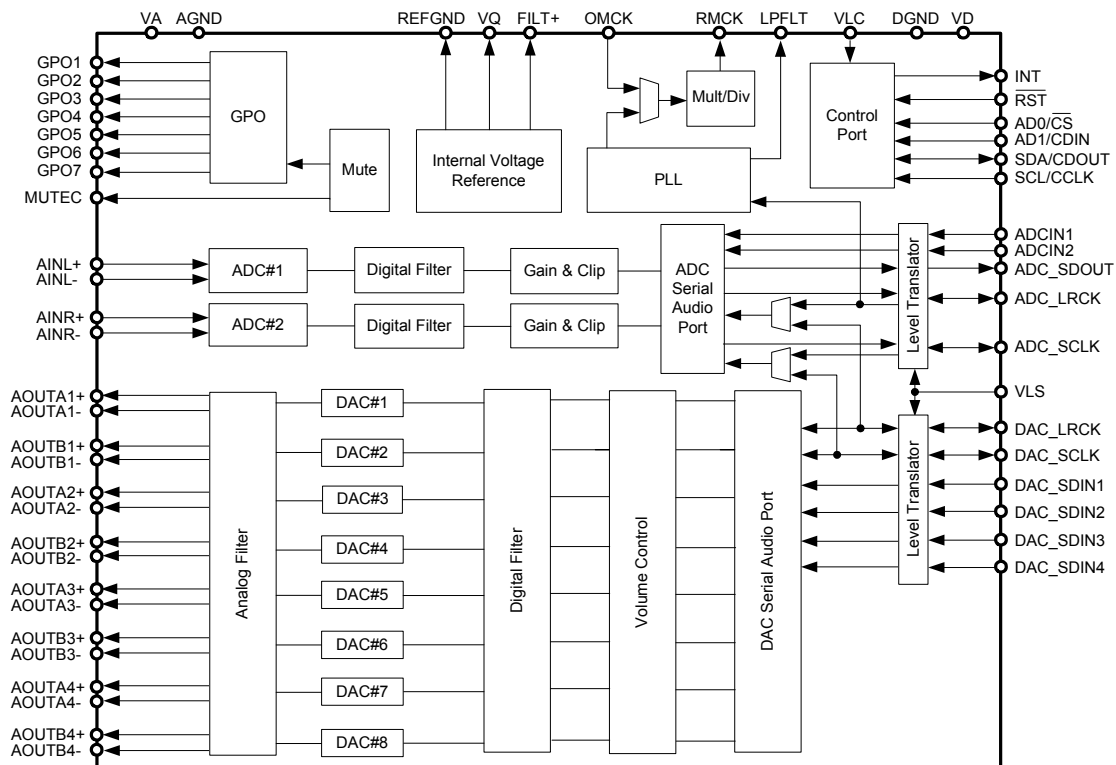 VA AGND REFGND VQ FILT+ OMCK RMCK LPFLT VLC DGND VD
GPO1
GPO2
GPO3
GPO4
GPO5
GPO6
GPO7
MUTEC
GPO
Mute
Internal Voltage
Reference
Mult/Div
PLL
Control
Port
INT
RST
AD0/CS
AD1/CDIN
SDA/CDOUT
SCL/CCLK
AINL+
AINL-
AINR+
AINR-
ADC#1
Digital Filter
Gain & Clip
ADC#2
Digital Filter
Gain & Clip
ADC
Serial
Audio
Port
Level Translator
ADCIN1
ADCIN2
ADC_SDOUT
ADC_LRCK
ADC_SCLK
VLS
AOUTA1+
AOUTA1-
AOUTB1+
AOUTB1-
AOUTA2+
AOUTA2-
AOUTB2+
AOUTB2-
AOUTA3+
AOUTA3-
AOUTB3+
AOUTB3-
AOUTA4+
AOUTA4-
AOUTB4+
AOUTB4-
Analog Filter
DAC#1
DAC#2
DAC#3
DAC#4
DAC#5
DAC#6
DAC#7
DAC#8
Digital Filter
Volume Control
DAC Serial Audio Port
Level Translator
DAC_LRCK
DAC_SCLK
DAC_SDIN1
DAC_SDIN2
DAC_SDIN3
DAC_SDIN4